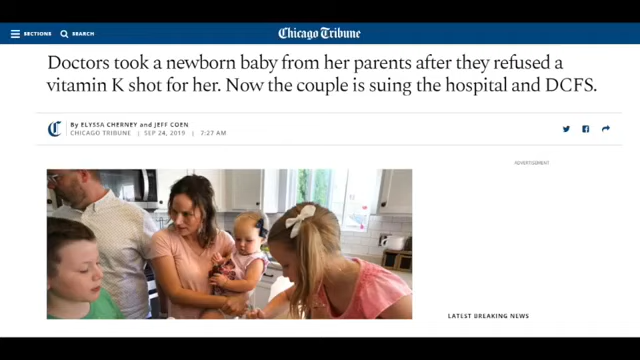 SECTIONS SEARCH Chicago Tribune
Doctors took a newborn baby from her parents after they refused a
vitamin K shot for her. Now the couple is suing the hospital and DCFS.
By ELYSSA CHERNEY and JEFF COEN
CHICAGO TRIBUNE | SEP 24, 2019 | 7:27 AM
ADVERTISEMENT
LATEST BREAKING NEWS